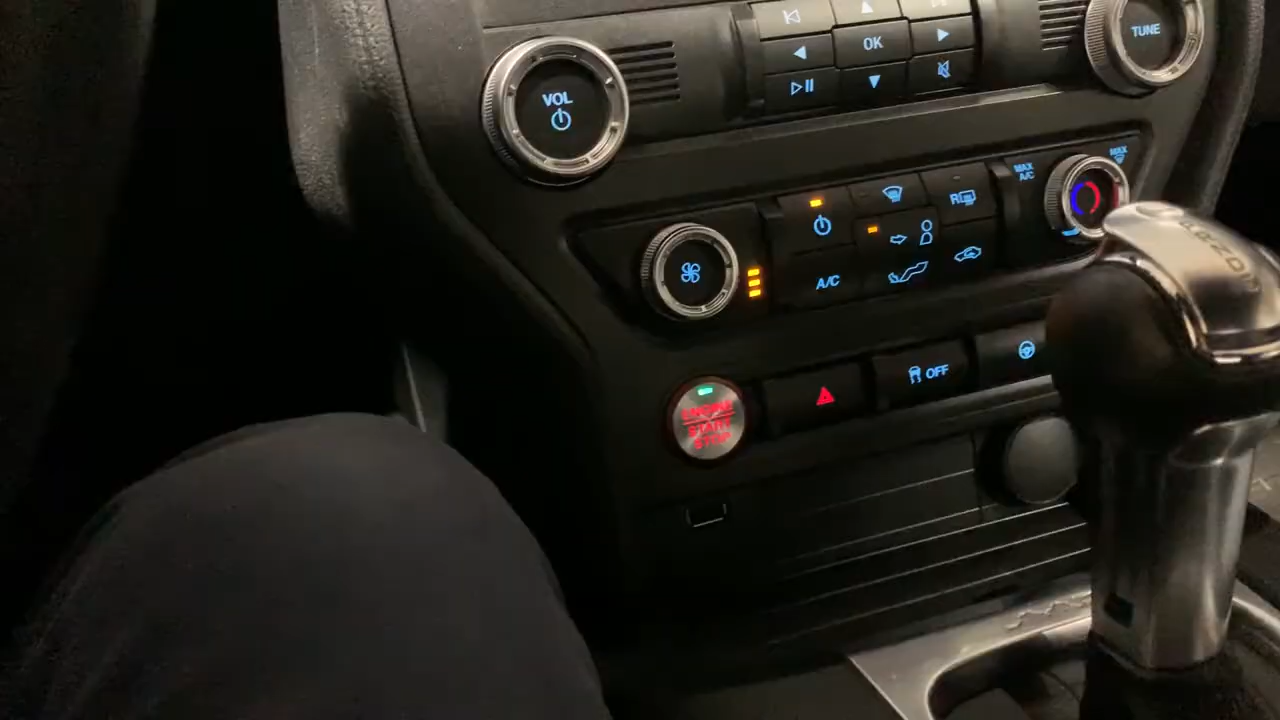 VOL
OK
TUNE
MAX
A/C
MAX
R
A/C
OFF
ENGINE
START
STOP